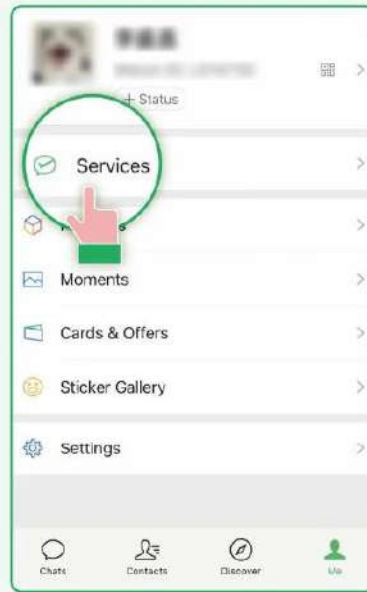 + Status
Services
Moments
Cards & Offers
Sticker Gallery
Settings
Chats
Contacts
Discover
Me